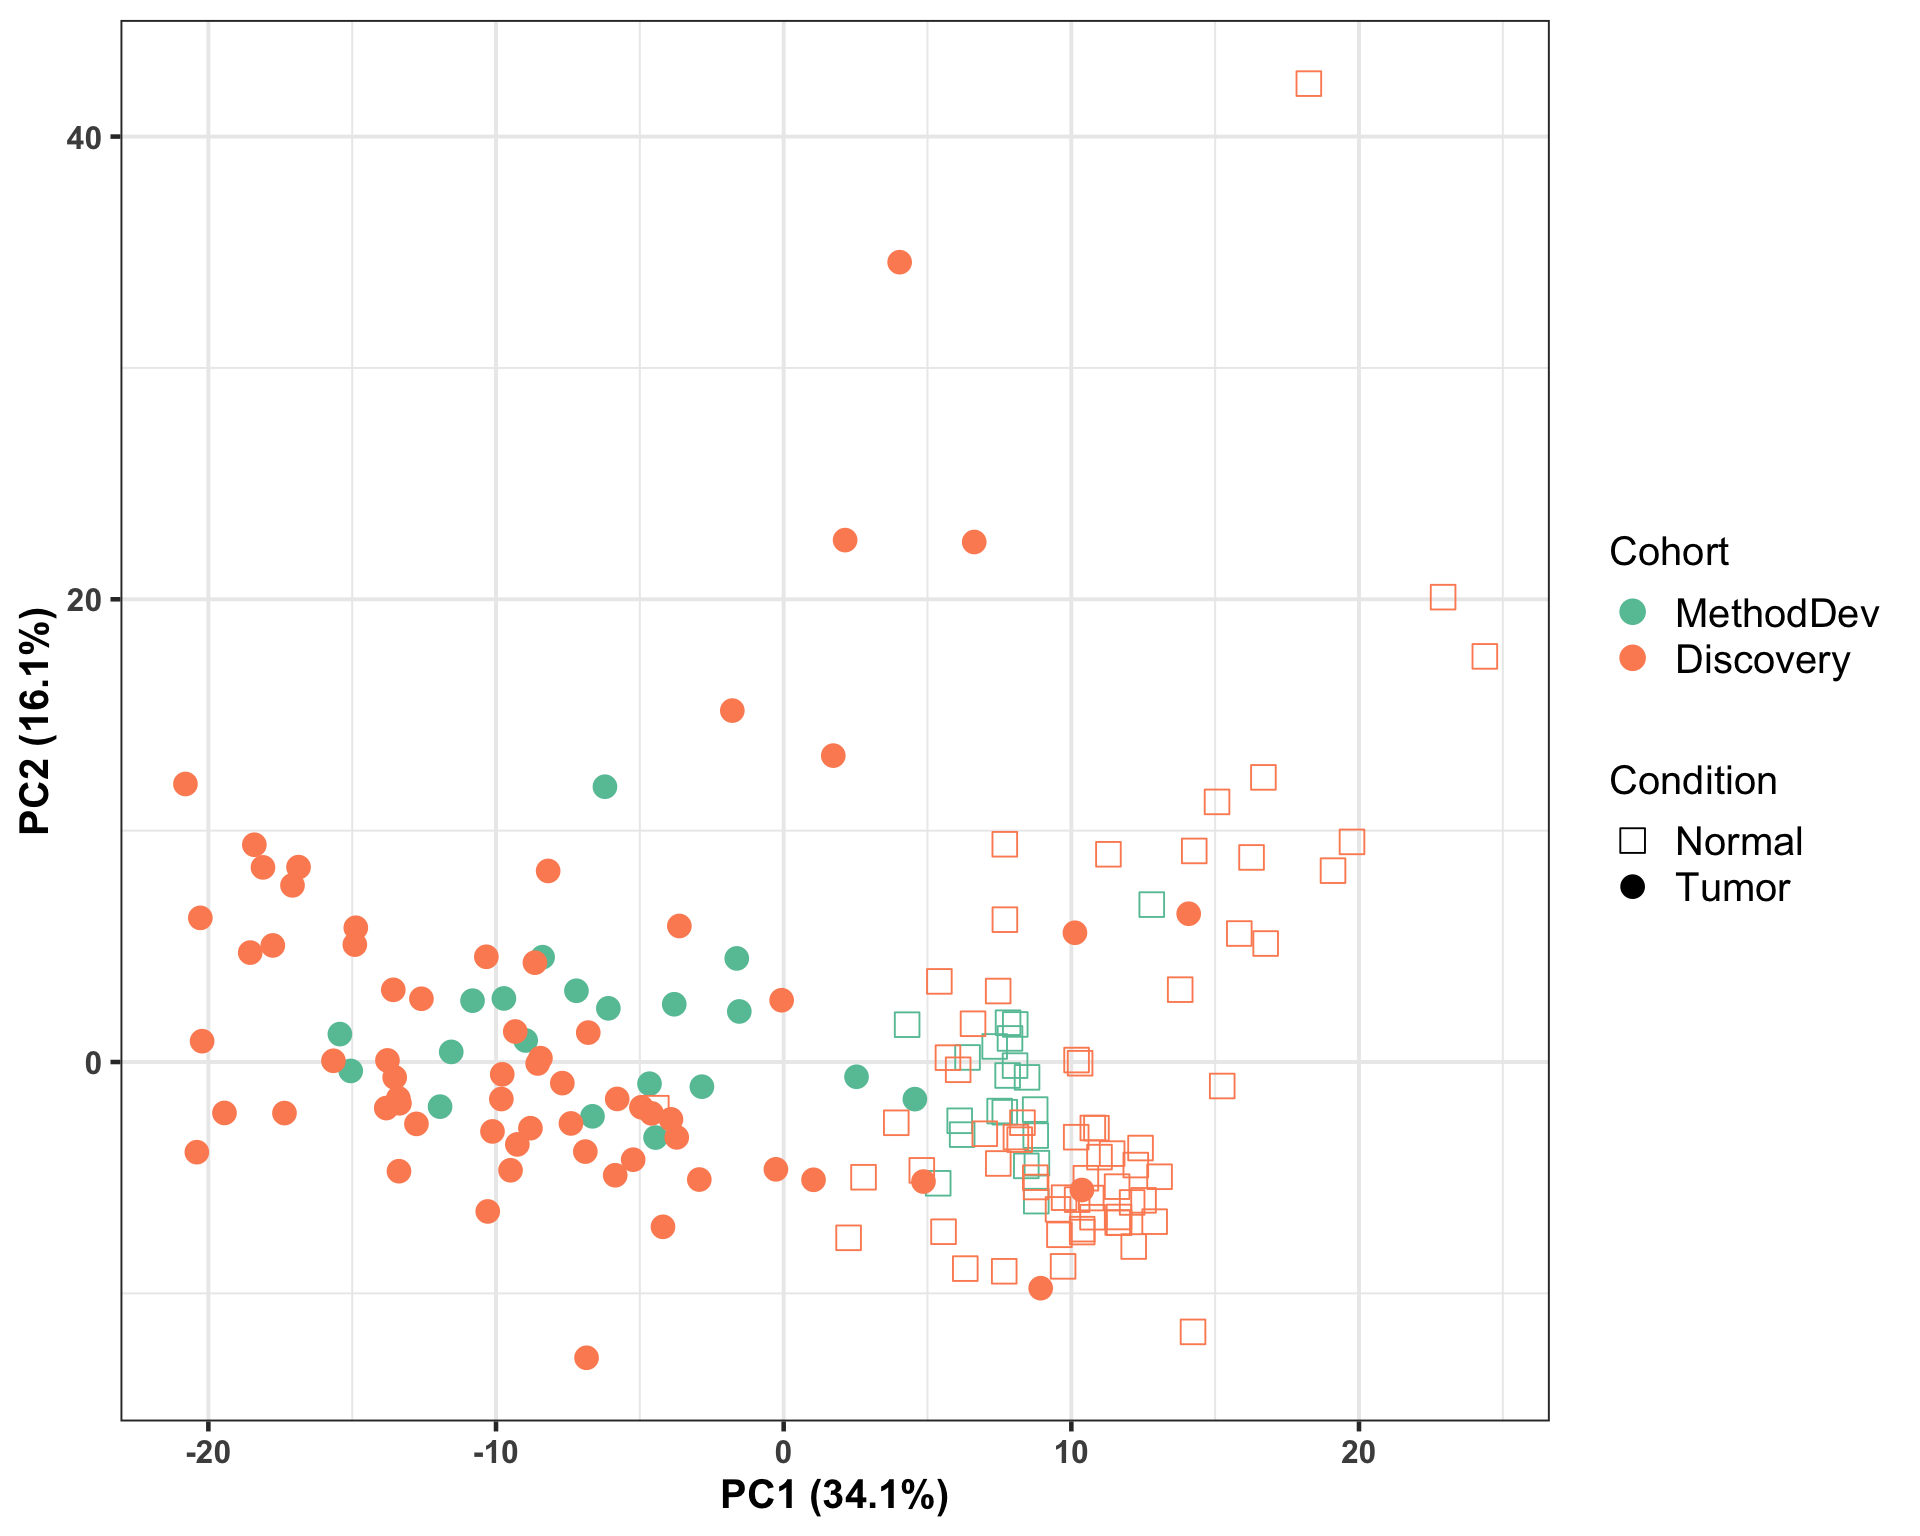 40
20
0
-20
-10
0
10
20
PC2 (16.1%)
PC1 (34.1%)
Cohort
MethodDev
Discovery
Condition
Normal
Tumor